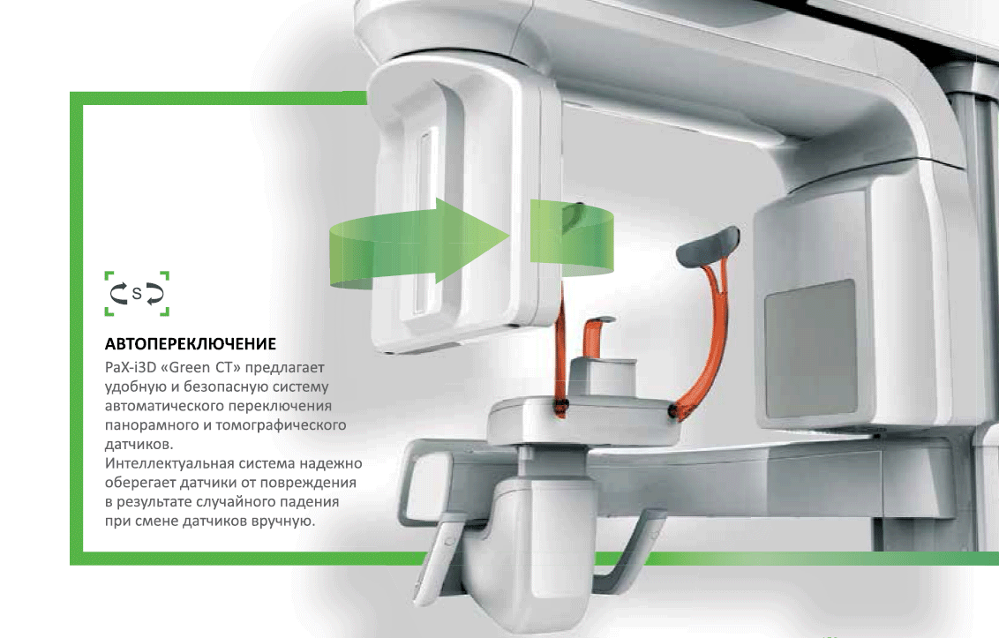 S
АВТОПЕРЕКЛЮЧЕНИЕ
PaX-i3D «Green CT» предлагает
удобную и безопасную систему
автоматического переключения
панорамного и томографического
датчиков.
Интеллектуальная система надежно
оберегает датчики от повреждения
в результате случайного падения
при смене датчиков вручную.